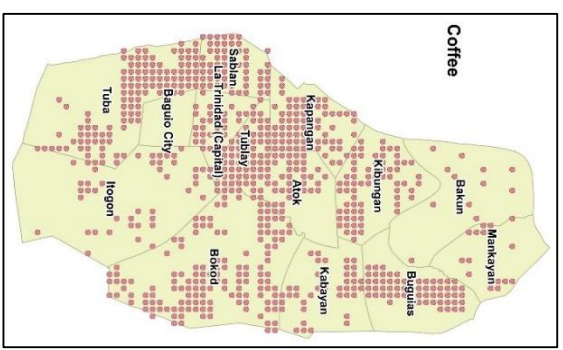 Coffee
Bakun
Mankayan
Kibungan
Buguias
Kapangan
Atok
Kabayan
Sablan
La Trinidad (Capital)
Tublay
Bokod
Baguio City
Tuba
Itogon